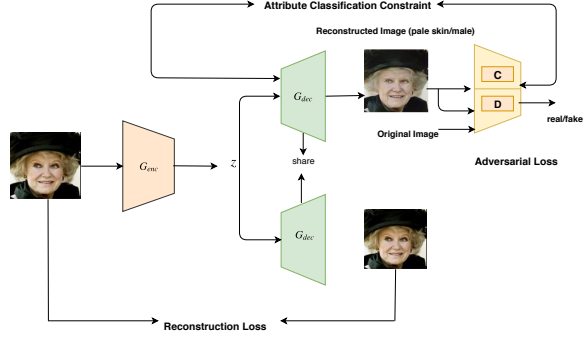 Attribute Classification Constraint
Reconstructed Image (pale skin/male)
C
G_dec
D
real/fake
Original Image
Adversarial Loss
share
G_enc
z
G_dec
Reconstruction Loss